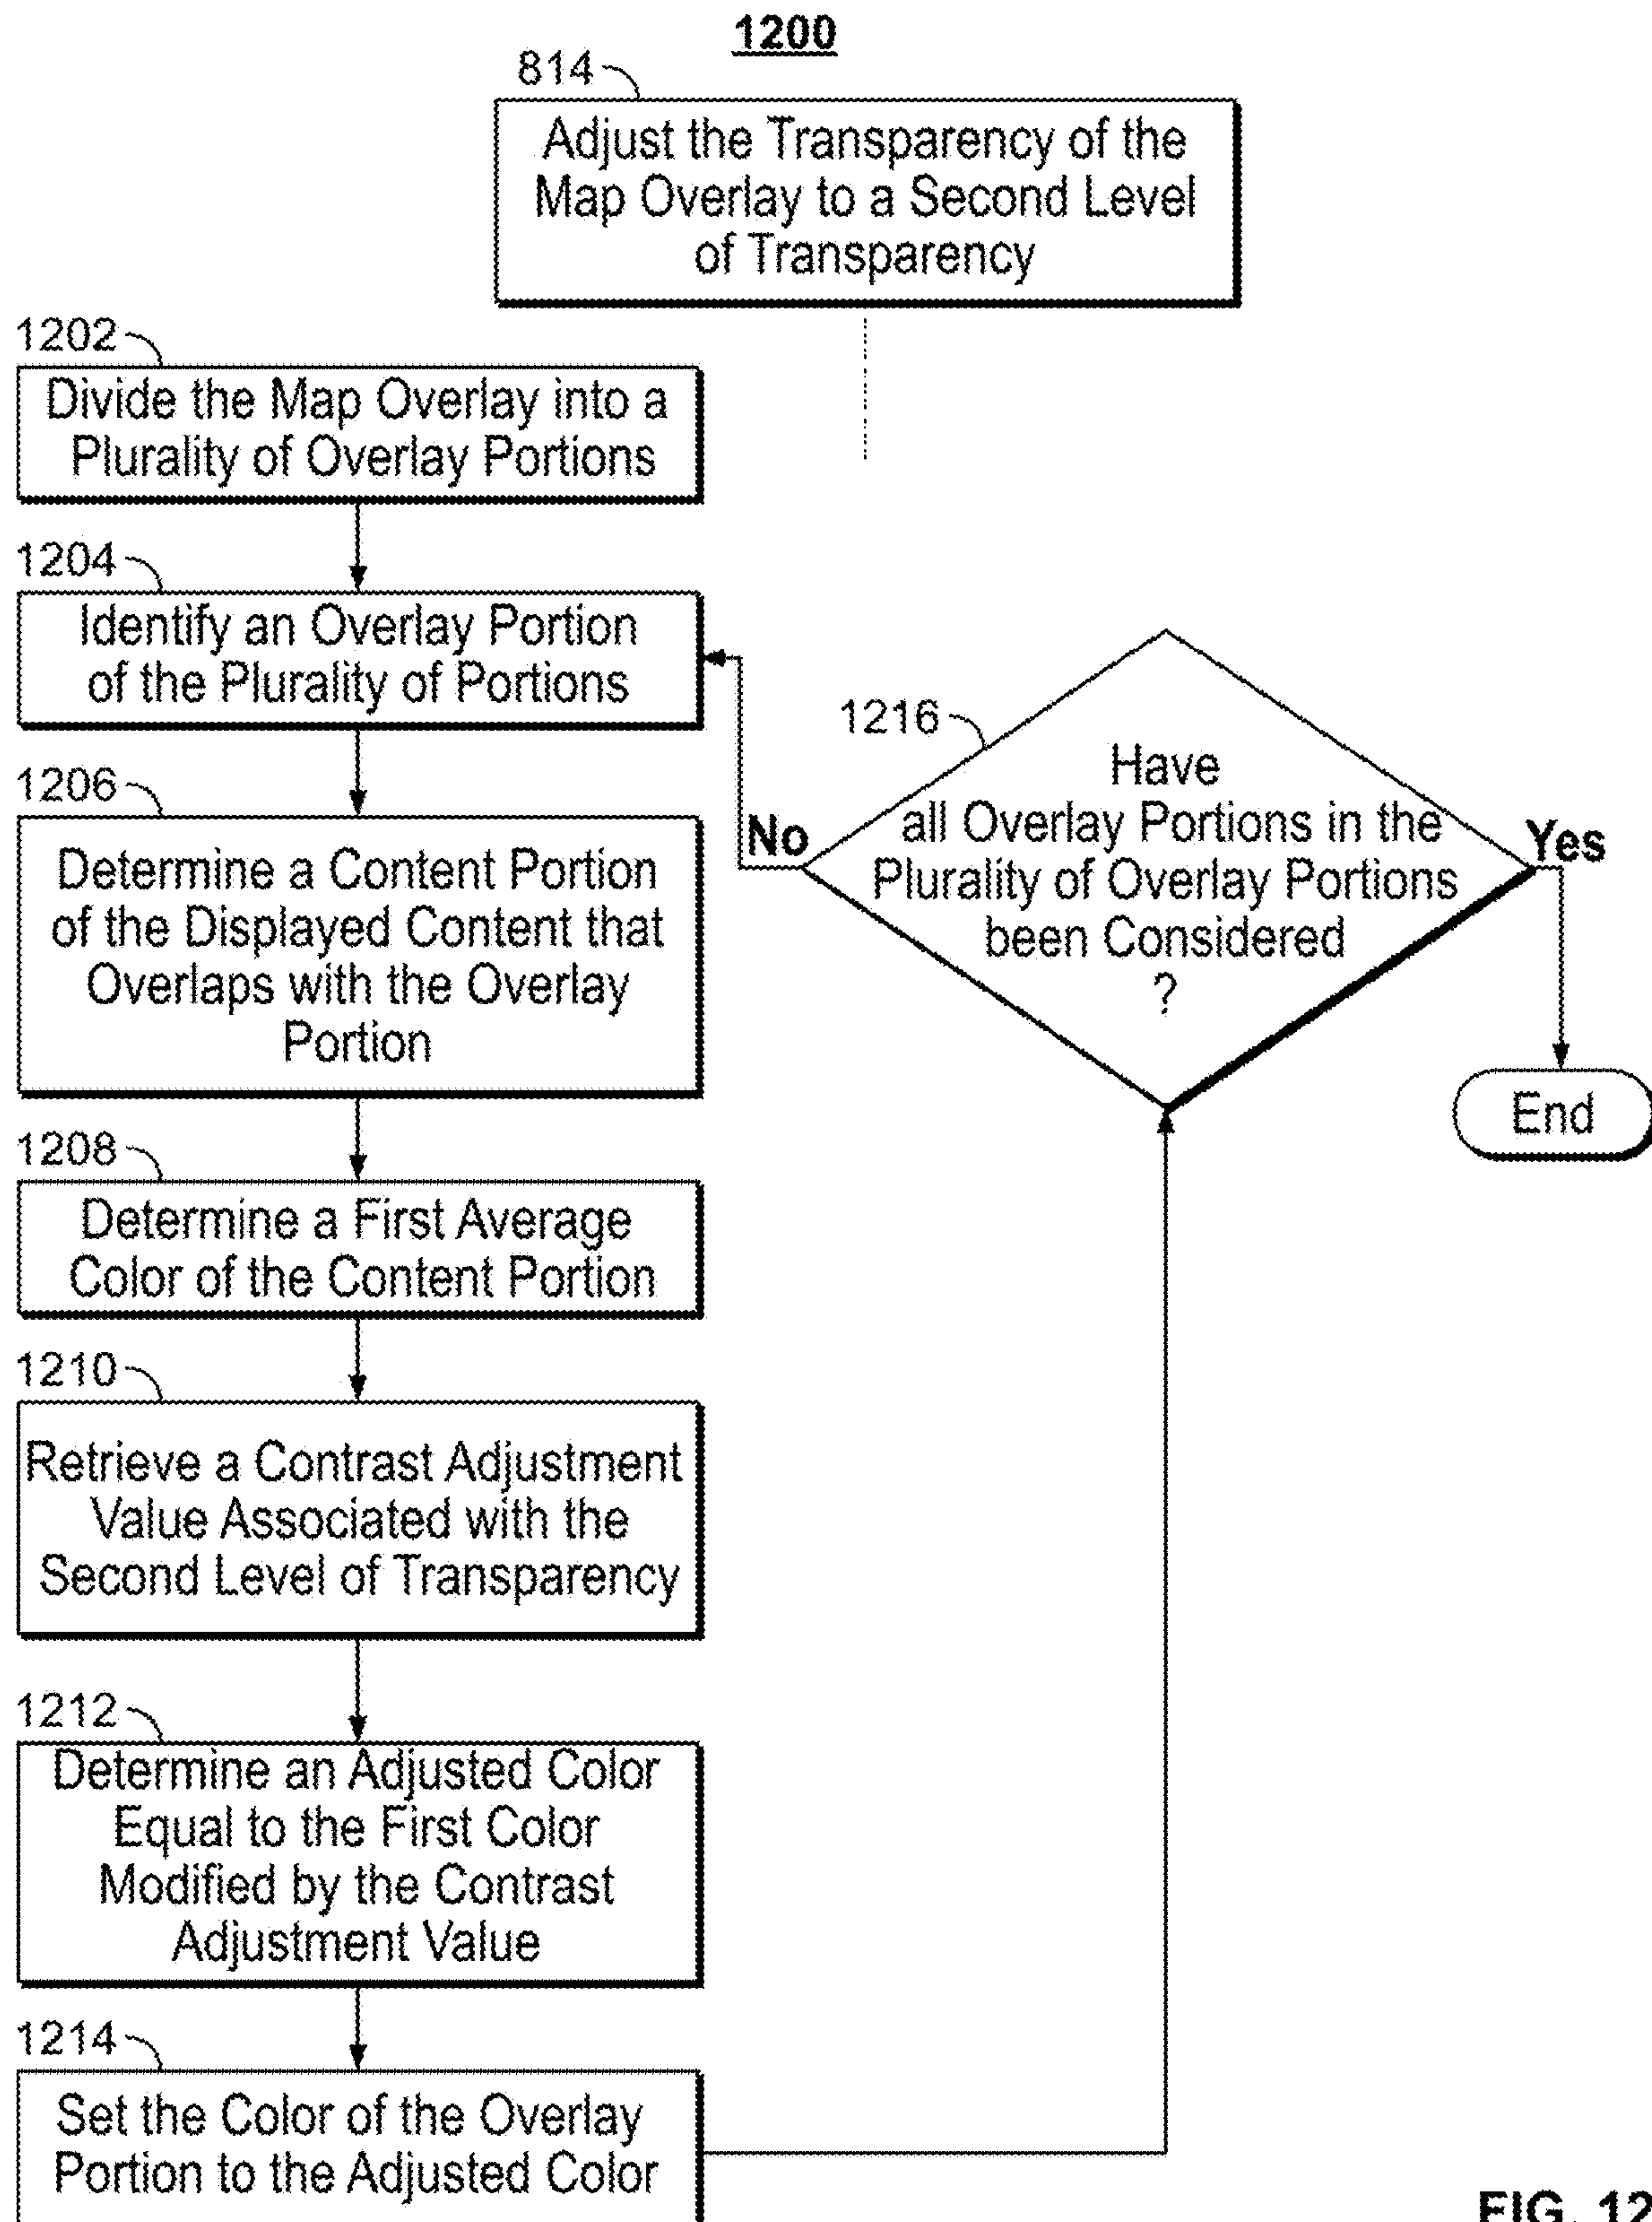 1200
814
Adjust the Transparency of the
Map Overlay to a Second Level
of Transparency
1202
Divide the Map Overlay into a
Plurality of Overlay Portions
1204
Identify an Overlay Portion
of the Plurality of Portions
1206
Determine a Content Portion
of the Displayed Content that
Overlaps with the Overlay
Portion
1208
Determine a First Average
Color of the Content Portion
1210
Retrieve a Contrast Adjustment
Value Associated with the
Second Level of Transparency
1212
Determine an Adjusted Color
Equal to the First Color
Modified by the Contrast
Adjustment Value
1214
Set the Color of the Overlay
Portion to the Adjusted Color
1216
Have
all Overlay Portions in the
Plurality of Overlay Portions
been Considered
?
No
Yes
End
FIG. 12